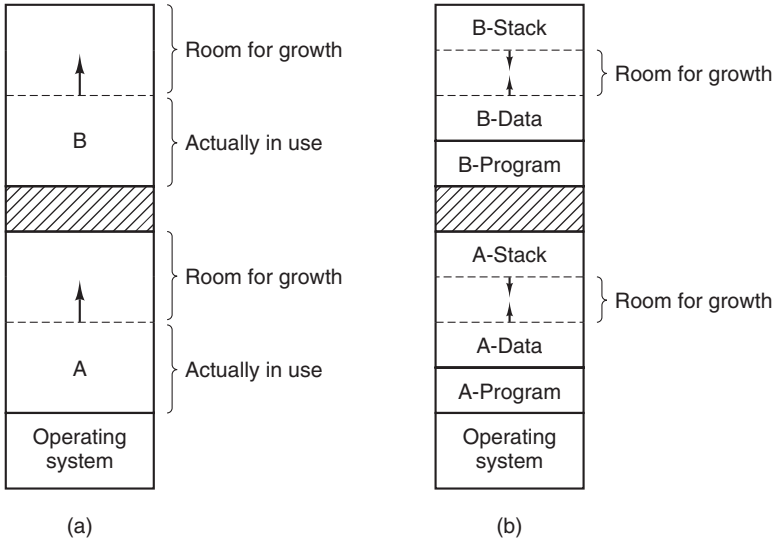 Room for growth
B
Actually in use
Room for growth
A
Actually in use
Operating
system
(a)
B-Stack
Room for growth
B-Data
B-Program
A-Stack
Room for growth
A-Data
A-Program
Operating
system
(b)